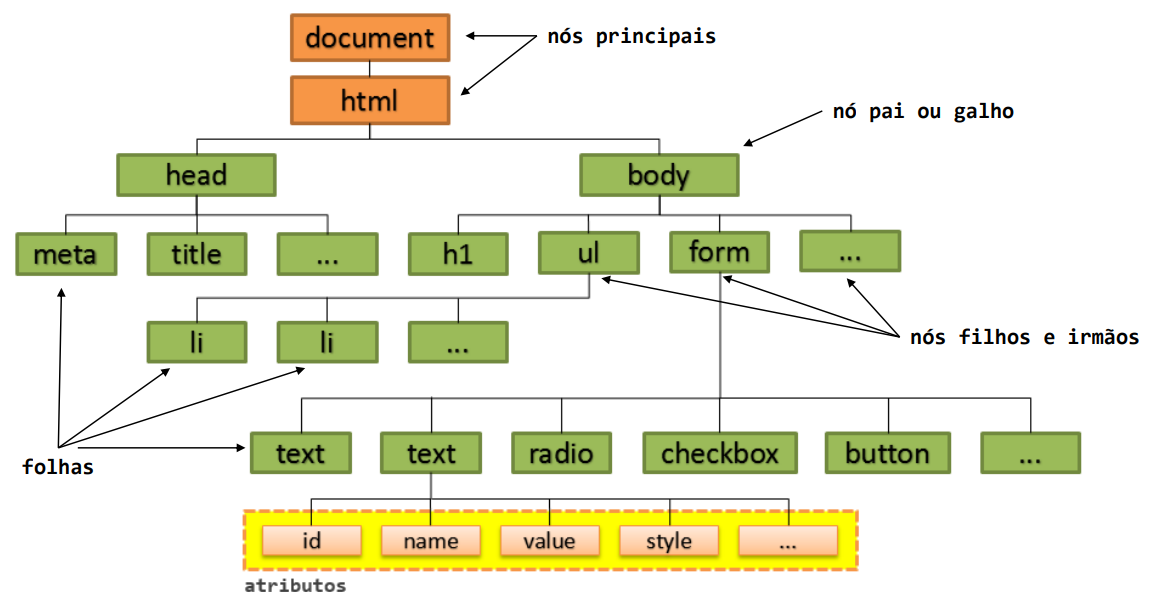 document
nós principais
html
nó pai ou galho
head
body
meta
title
...
h1
ul
form
...
li
li
...
nós filhos e irmãos
text
text
radio
checkbox
button
...
folhas
id
name
value
style
...
atributos